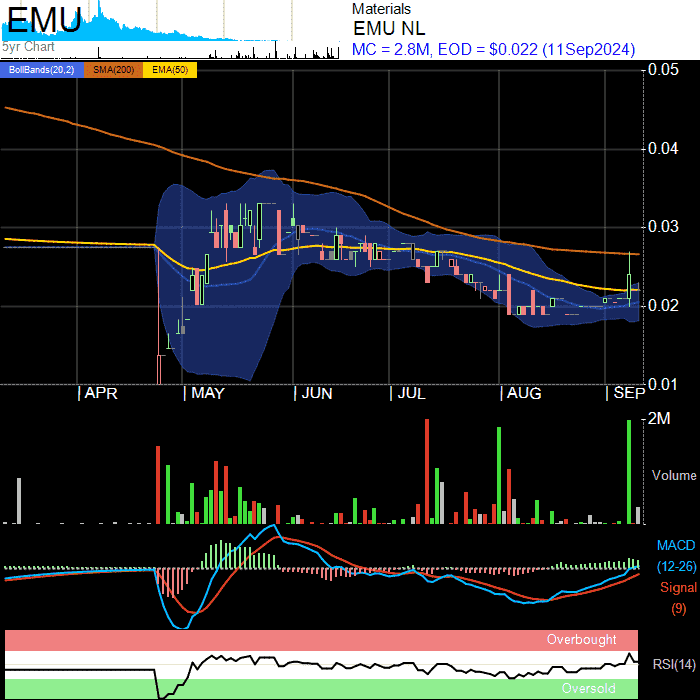 EMU
5yr Chart
Materials
EMU NL
MC = 2.8M, EOD = $0.022 (11Sep2024)
BollBands(20,2) SMA(200) EMA(50)
0.05
0.04
0.03
0.02
0.01
APR MAY JUN JUL AUG SEP
2M
Volume
MACD
(12-26)
Signal
(9)
Overbought
RSI(14)
Oversold